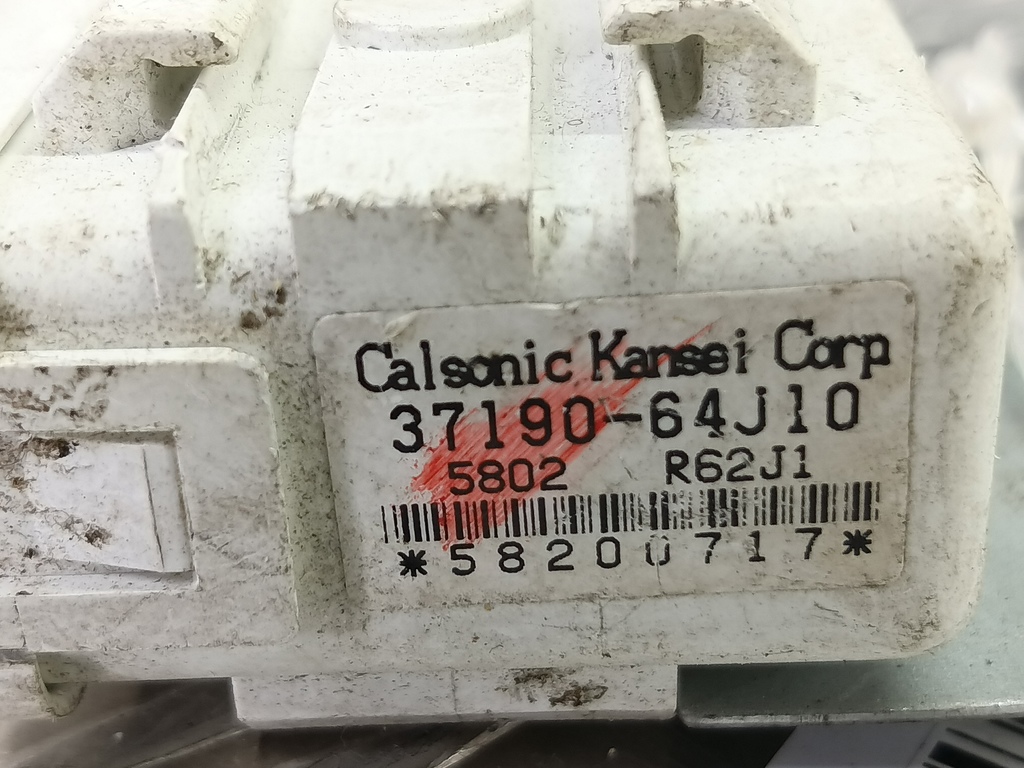 Calsonic Kansei Corp
37190-64J10
5802 R62J1
*58200717*